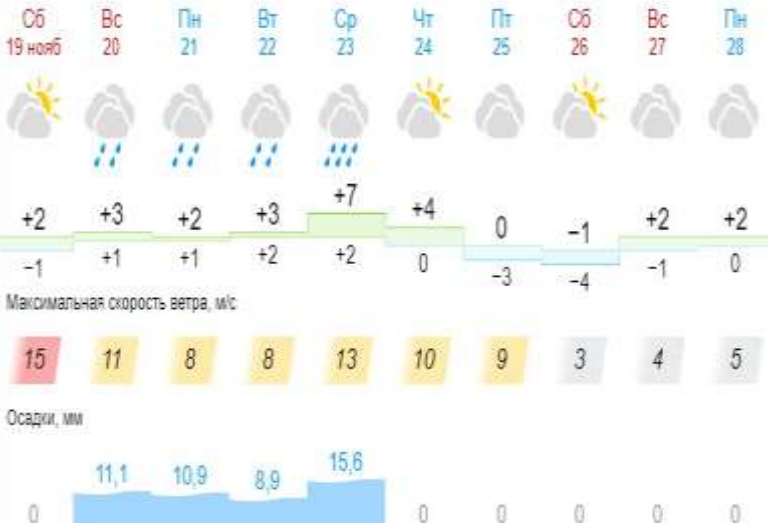 Сб Вс Пн Вт Ср Чт Пт Сб Вс Пн
19 нояб 20 21 22 23 24 25 26 27 28
+2 +3 +2 +3 +7 +4 0 −1 +2 +2
−1 +1 +1 +2 +2 0 −3 −4 −1 0
Максимальная скорость ветра, м/с
15 11 8 8 13 10 9 3 4 5
Осадки, мм
0 11,1 10,9 8,9 15,6 0 0 0 0 0